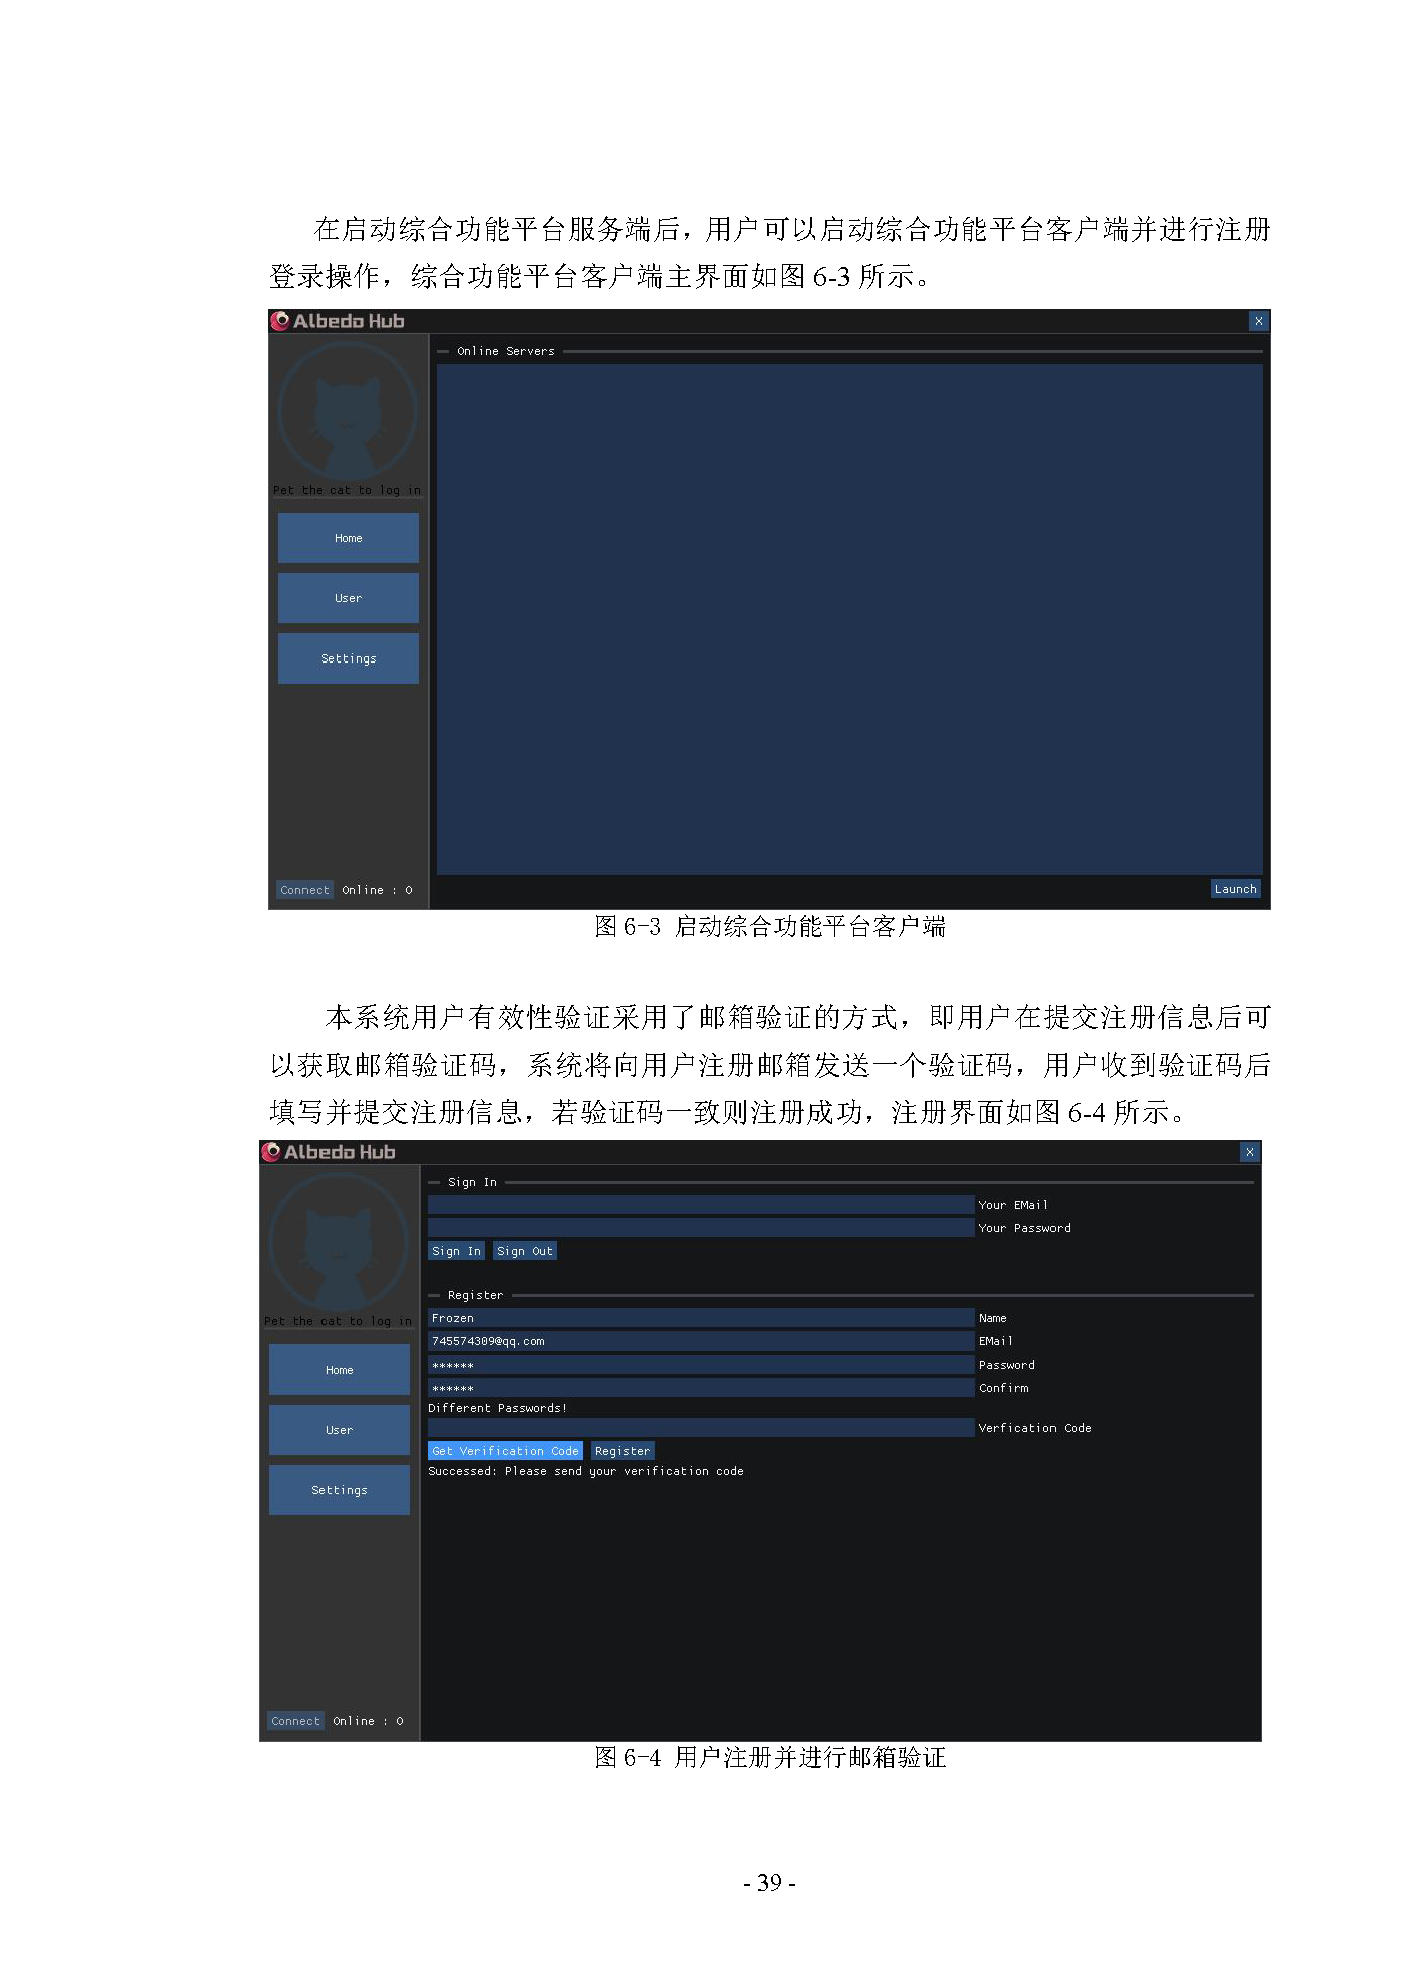 在启动综合功能平台服务端后，用户可以启动综合功能平台客户端并进行注册
登录操作，综合功能平台客户端主界面如图 6-3 所示。
Albedo Hub
X
Online Servers
Pet the cat to log in
Home
User
Settings
Connect Online : 0
Launch
图 6-3 启动综合功能平台客户端
本系统用户有效性验证采用了邮箱验证的方式，即用户在提交注册信息后可
以获取邮箱验证码，系统将向用户注册邮箱发送一个验证码，用户收到验证码后
填写并提交注册信息，若验证码一致则注册成功，注册界面如图 6-4 所示。
Albedo Hub
X
Pet the cat to log in
Home
User
Settings
Connect Online : 0
Sign In
Your EMail
Your Password
Sign In Sign Out
Register
Frozen Name
745574309@qq.com EMail
****** Password
****** Confirm
Different Passwords!
Verfication Code
Get Verification Code Register
Successed: Please send your verification code
图 6-4 用户注册并进行邮箱验证
- 39 -